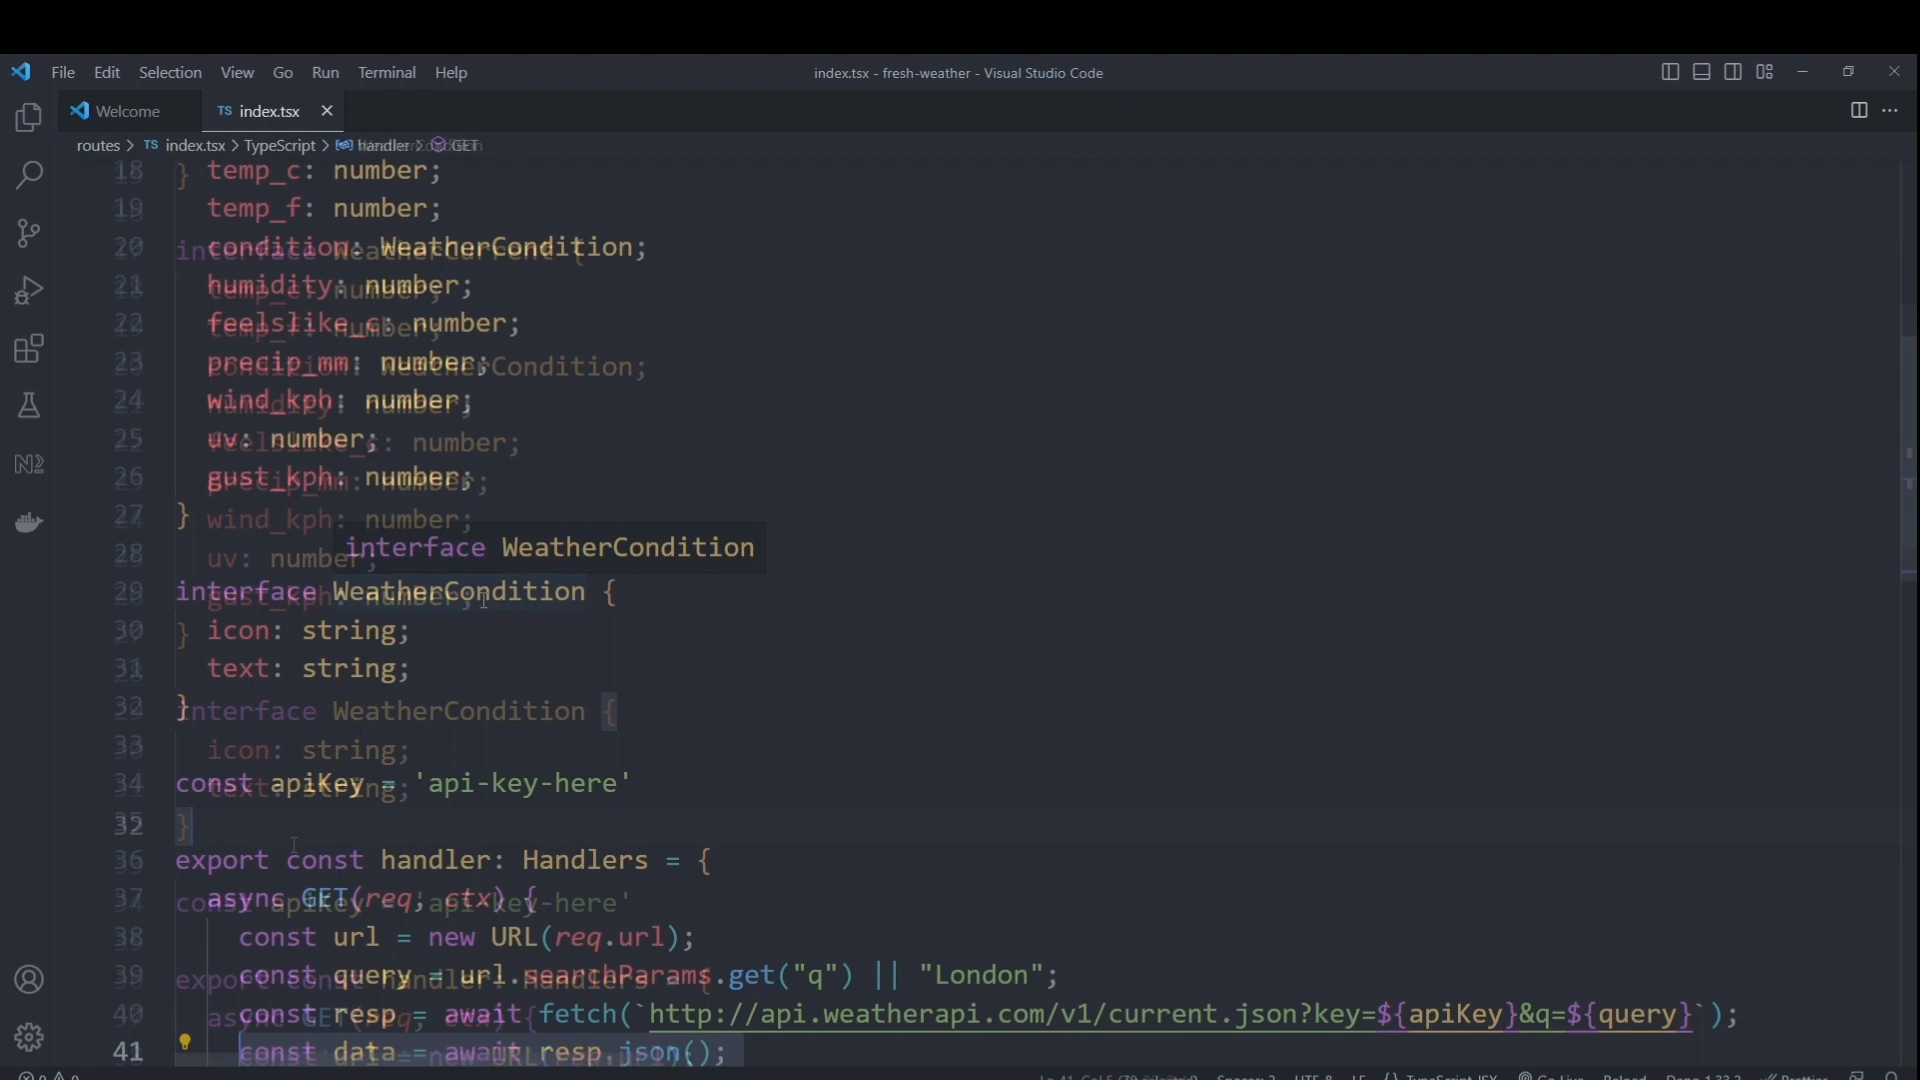 File Edit Selection View Go Run Terminal Help
index.tsx - fresh-weather - Visual Studio Code
Welcome
TS index.tsx
routes > TS index.tsx > TypeScript > handler > GET
18 temp_c: number;
19 temp_f: number;
20 condition: WeatherCondition;
21 humidity: number;
22 feelslike_c: number;
23 precip_mm: number;
24 wind_kph: number;
25 uv: number;
26 gust_kph: number;
27 }
28
interface WeatherCondition
29 interface WeatherCondition {
30 icon: string;
31 text: string;
32 }
33
34 const apiKey = 'api-key-here'
35
36 export const handler: Handlers = {
37 async GET(req, ctx) {
38 const url = new URL(req.url);
39 const query = url.searchParams.get("q") || "London";
40 const resp = await fetch(`http://api.weatherapi.com/v1/current.json?key=${apiKey}&q=${query}`);
41 const data = await resp.json();